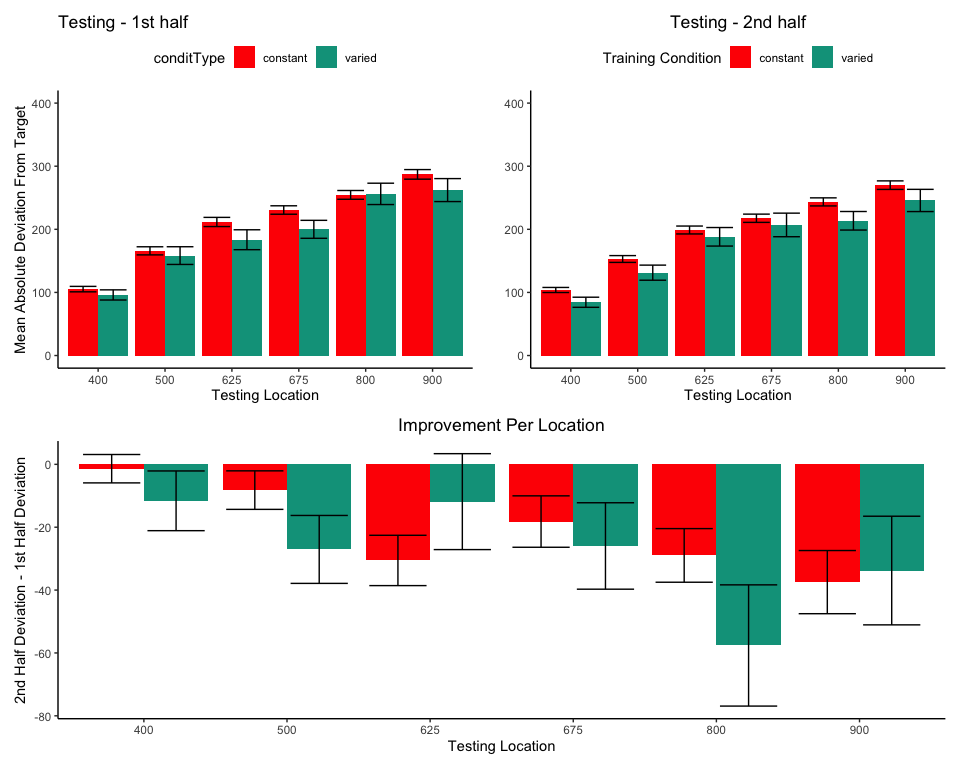 Testing - 1st half
conditType constant varied
Mean Absolute Deviation From Target
400
300
200
100
0
400 500 625 675 800 900
Testing Location
Testing - 2nd half
Training Condition constant varied
400
300
200
100
0
400 500 625 675 800 900
Testing Location
Improvement Per Location
2nd Half Deviation - 1st Half Deviation
0
-20
-40
-60
-80
400 500 625 675 800 900
Testing Location